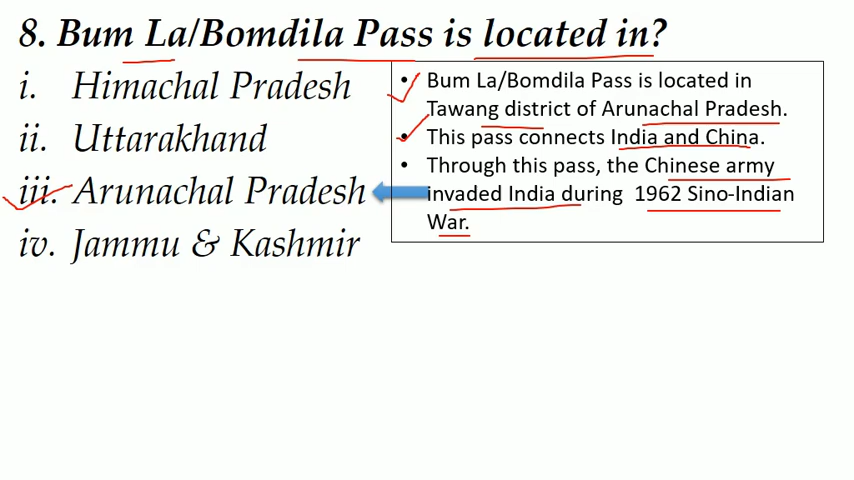 8. Bum La/Bomdila Pass is located in?
i. Himachal Pradesh
ii. Uttarakhand
iii. Arunachal Pradesh
iv. Jammu & Kashmir
• Bum La/Bomdila Pass is located in
Tawang district of Arunachal Pradesh.
• This pass connects India and China.
• Through this pass, the Chinese army
invaded India during 1962 Sino-Indian
War.